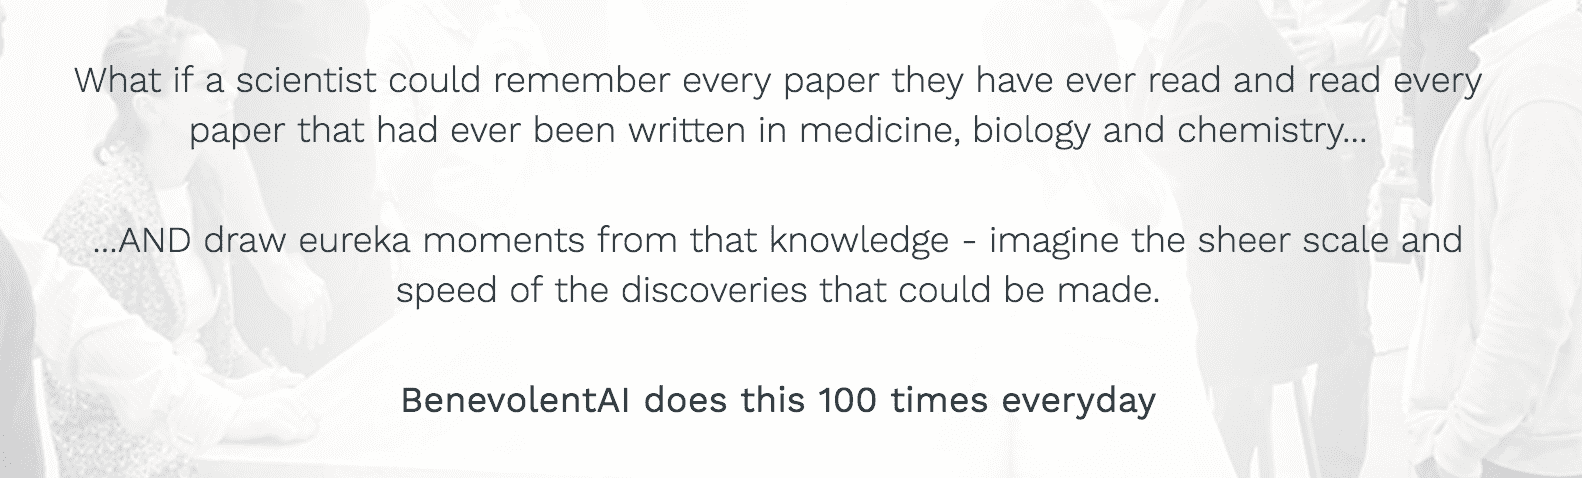 What if a scientist could remember every paper they have ever read and read every
paper that had ever been written in medicine, biology and chemistry...
...AND draw eureka moments from that knowledge - imagine the sheer scale and
speed of the discoveries that could be made.
BenevolentAI does this 100 times everyday